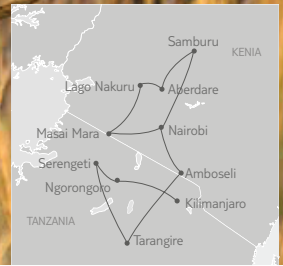 Samburu
KENIA
Lago Nakuru
Aberdare
Masai Mara
Nairobi
Serengeti
Amboseli
Ngorongoro
Kilimanjaro
TANZANIA
Tarangire